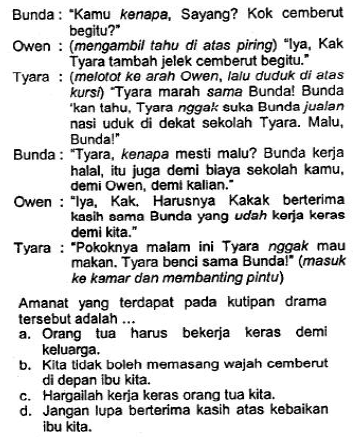 Bunda : "Kamu kenapa, Sayang? Kok cemberut
begitu?"
Owen : (mengambil tahu di atas piring) "Iya, Kak
Tyara tambah jelek cemberut begitu."
Tyara : (melotot ke arah Owen, lalu duduk di atas
kursi) "Tyara marah sama Bunda! Bunda
'kan tahu, Tyara nggak suka Bunda jualan
nasi uduk di dekat sekolah Tyara. Malu,
Bunda!"
Bunda : "Tyara, kenapa mesti malu? Bunda kerja
halal, itu juga demi biaya sekolah kamu,
demi Owen, demi kalian."
Owen : "Iya, Kak. Harusnya Kakak berterima
kasih sama Bunda yang udah kerja keras
demi kita."
Tyara : "Pokoknya malam ini Tyara nggak mau
makan. Tyara benci sama Bunda!" (masuk
ke kamar dan membanting pintu)
Amanat yang terdapat pada kutipan drama
tersebut adalah ...
a. Orang tua harus bekerja keras demi
keluarga.
b. Kita tidak boleh memasang wajah cemberut
di depan ibu kita.
c. Hargailah kerja keras orang tua kita.
d. Jangan lupa berterima kasih atas kebaikan
ibu kita.